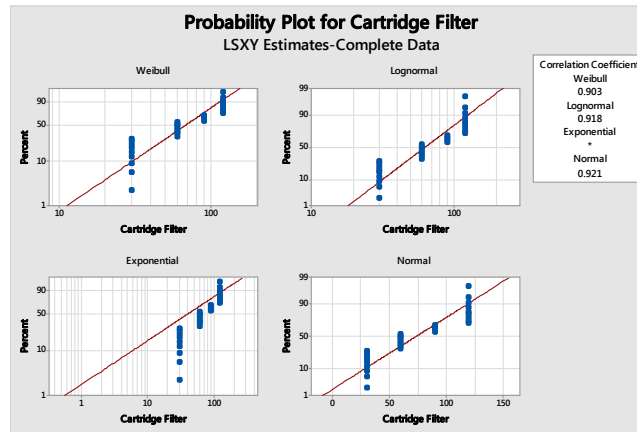 Probability Plot for Cartridge Filter
LSXY Estimates-Complete Data
Correlation Coefficient
Weibull
0.903
Lognormal
0.918
Exponential
*
Normal
0.921
Weibull
Percent
90
50
10
1
10 100
Cartridge Filter
Lognormal
Percent
99
90
50
10
1
10 100
Cartridge Filter
Exponential
Percent
90
50
10
1
1 10 100
Cartridge Filter
Normal
Percent
99
90
50
10
1
0 50 100 150
Cartridge Filter